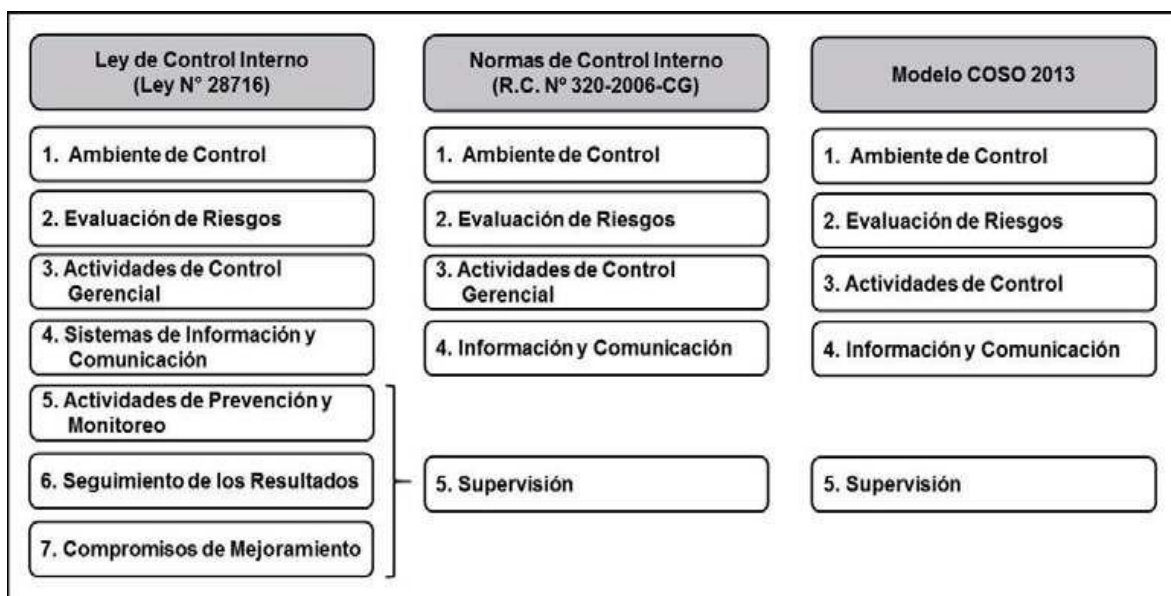 Ley de Control Interno
(Ley N° 28716)
1. Ambiente de Control
2. Evaluación de Riesgos
3. Actividades de Control
Gerencial
4. Sistemas de Información y
Comunicación
5. Actividades de Prevención y
Monitoreo
6. Seguimiento de los Resultados
7. Compromisos de Mejoramiento
Normas de Control Interno
(R.C. Nº 320-2006-CG)
1. Ambiente de Control
2. Evaluación de Riesgos
3. Actividades de Control
Gerencial
4. Información y Comunicación
5. Supervisión
Modelo COSO 2013
1. Ambiente de Control
2. Evaluación de Riesgos
3. Actividades de Control
4. Información y Comunicación
5. Supervisión